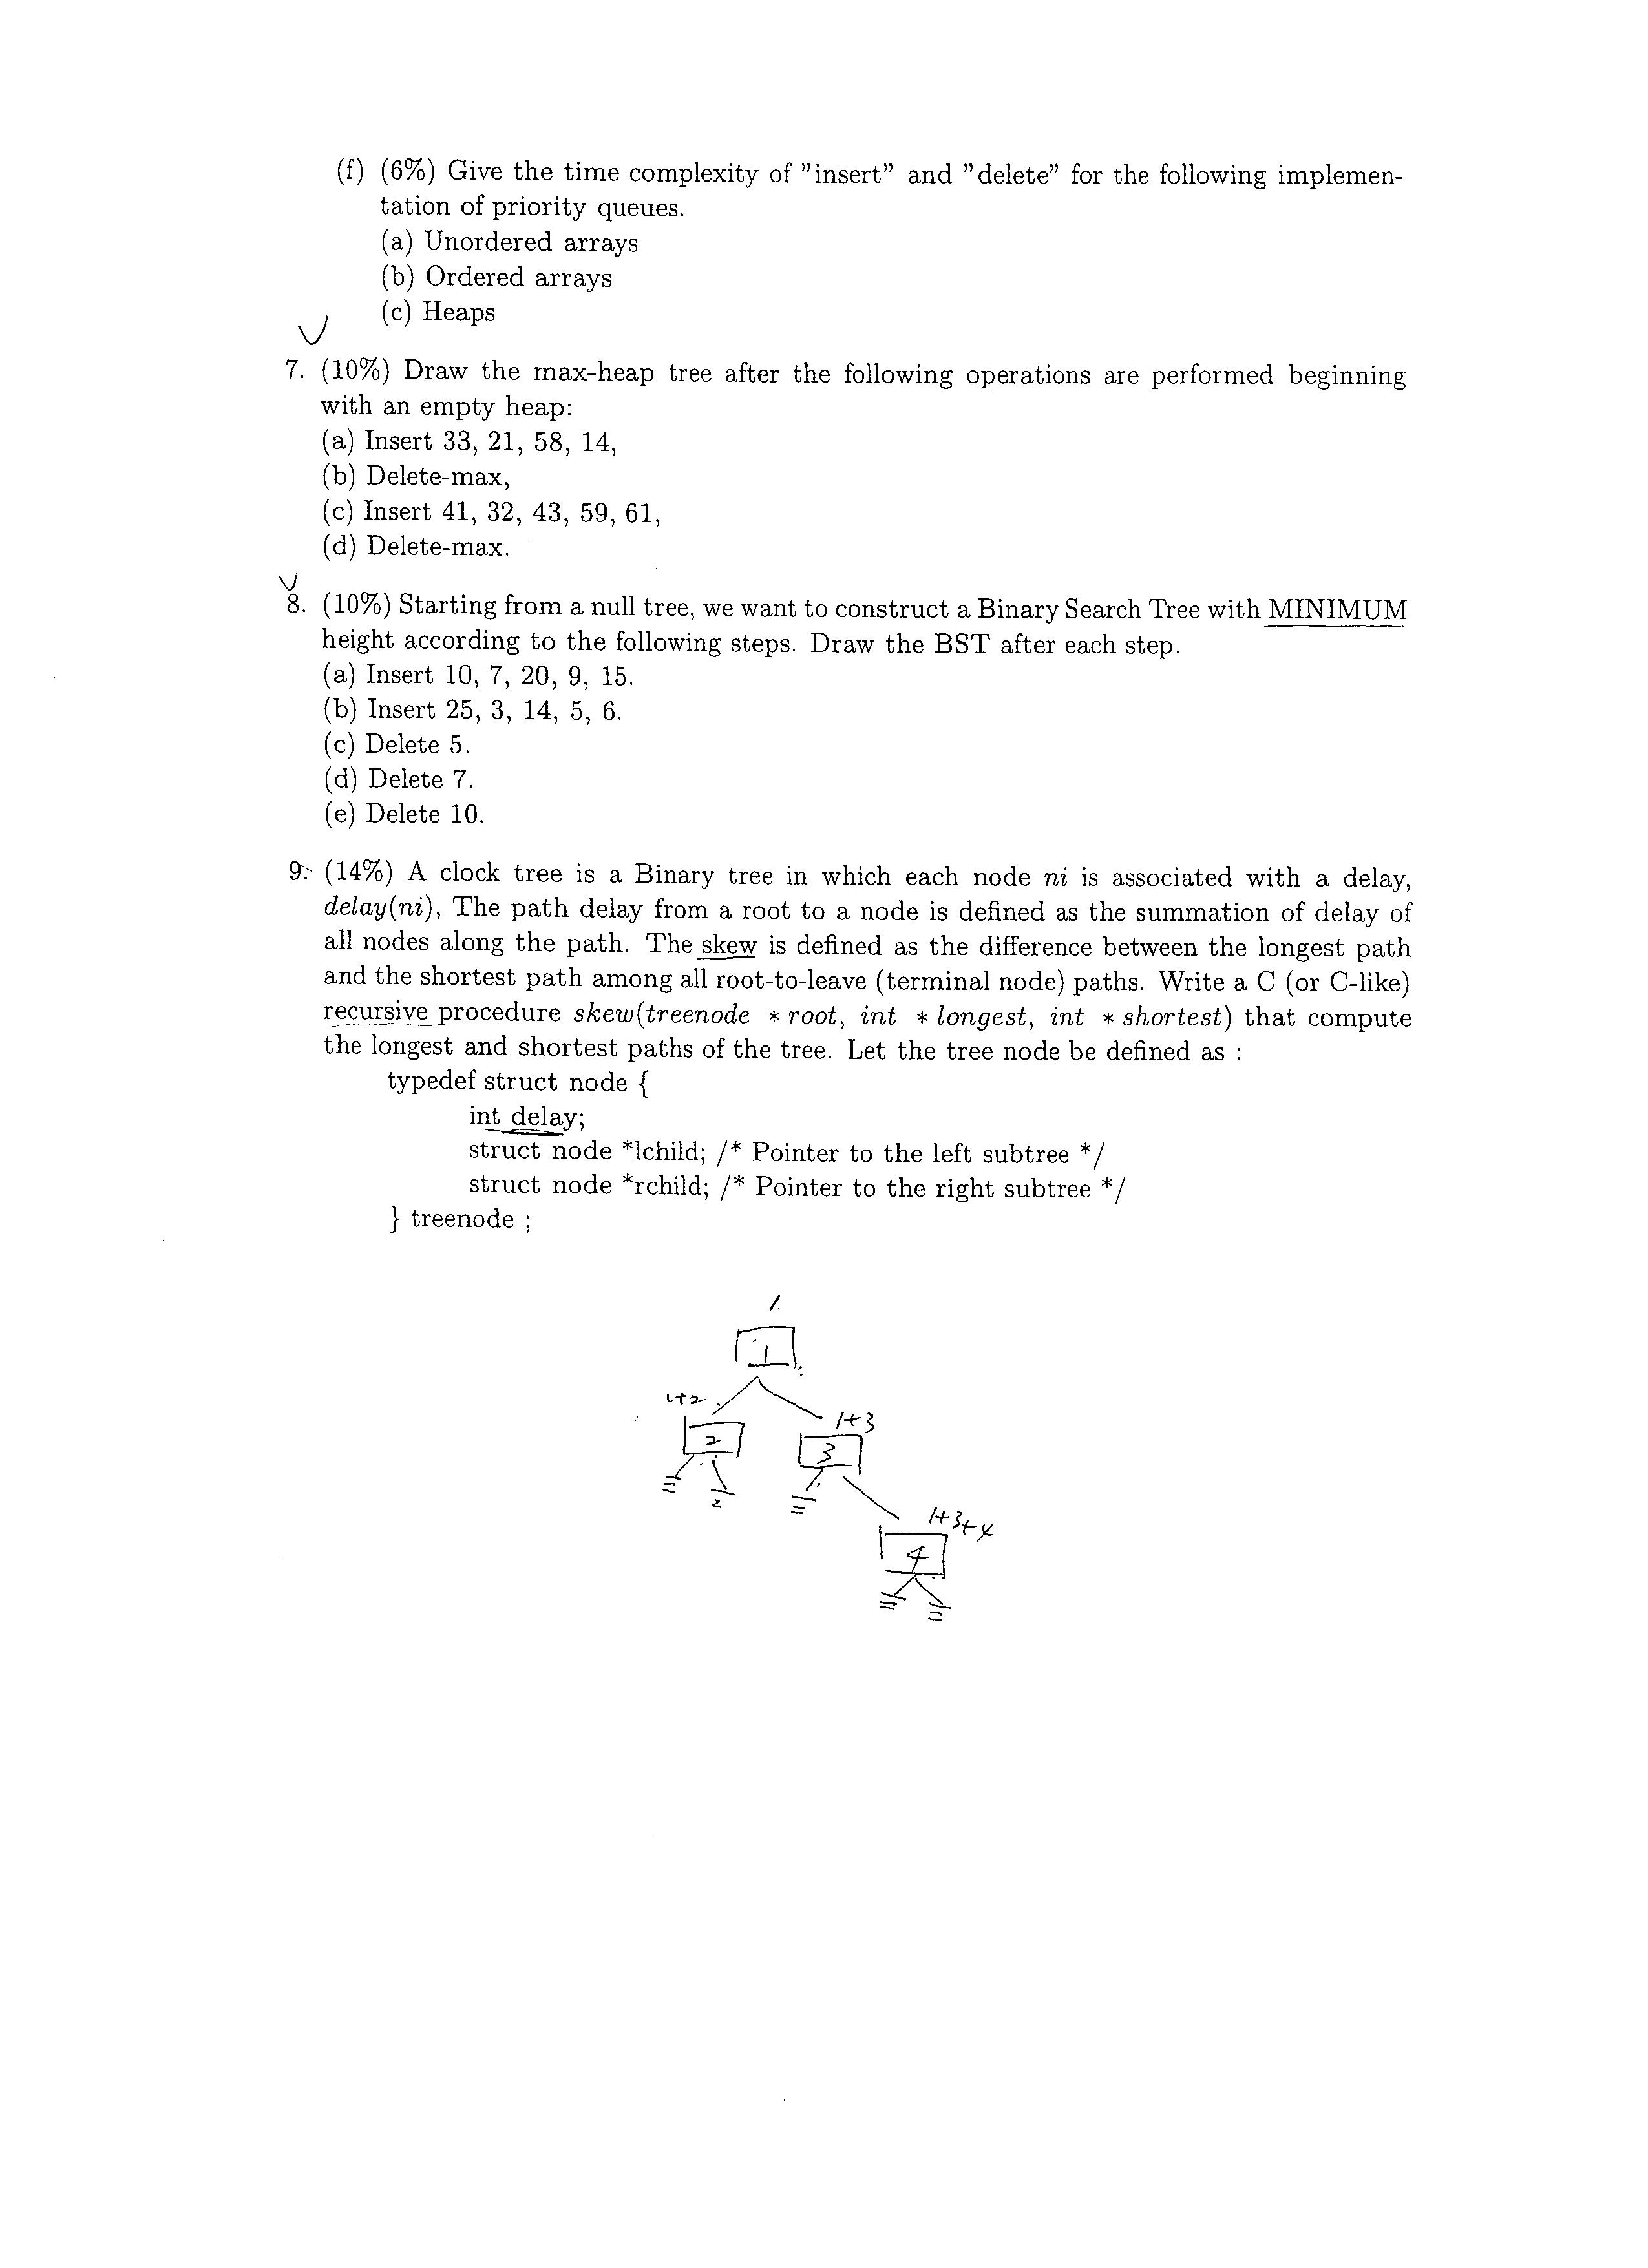 (f) (6%) Give the time complexity of "insert" and "delete" for the following implemen-
tation of priority queues.
(a) Unordered arrays
(b) Ordered arrays
(c) Heaps
7. (10%) Draw the max-heap tree after the following operations are performed beginning
with an empty heap:
(a) Insert 33, 21, 58, 14,
(b) Delete-max,
(c) Insert 41, 32, 43, 59, 61,
(d) Delete-max.
8. (10%) Starting from a null tree, we want to construct a Binary Search Tree with MINIMUM
height according to the following steps. Draw the BST after each step.
(a) Insert 10, 7, 20, 9, 15.
(b) Insert 25, 3, 14, 5, 6.
(c) Delete 5.
(d) Delete 7.
(e) Delete 10.
9. (14%) A clock tree is a Binary tree in which each node ni is associated with a delay,
delay(ni), The path delay from a root to a node is defined as the summation of delay of
all nodes along the path. The skew is defined as the difference between the longest path
and the shortest path among all root-to-leave (terminal node) paths. Write a C (or C-like)
recursive procedure skew(treenode * root, int * longest, int * shortest) that compute
the longest and shortest paths of the tree. Let the tree node be defined as :
typedef struct node {
int delay;
struct node *lchild; /* Pointer to the left subtree */
struct node *rchild; /* Pointer to the right subtree */
} treenode ;
1
1
1+2
1+3
2
3
1+3+4
4